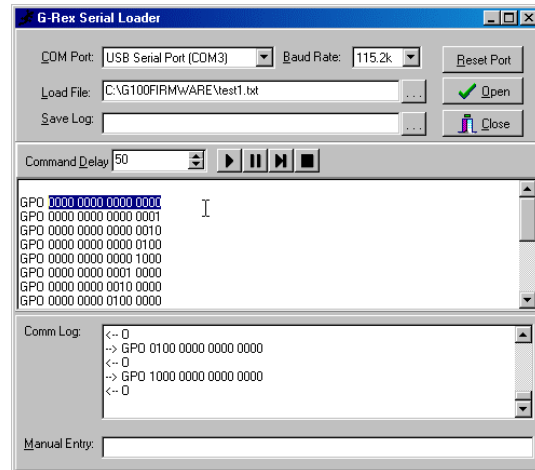 G-Rex Serial Loader
COM Port: USB Serial Port (COM3) Baud Rate: 115.2k Reset Port
Load File: C:\G100FIRMWARE\test1.txt ... Open
Save Log: ... Close
Command Delay 50
GPO 0000 0000 0000 0000
GPO 0000 0000 0000 0001
GPO 0000 0000 0000 0010
GPO 0000 0000 0000 0100
GPO 0000 0000 0000 1000
GPO 0000 0000 0001 0000
GPO 0000 0000 0010 0000
GPO 0000 0000 0100 0000
Comm Log:
<-- O
--> GPO 0100 0000 0000 0000
<-- O
--> GPO 1000 0000 0000 0000
<-- O
Manual Entry: